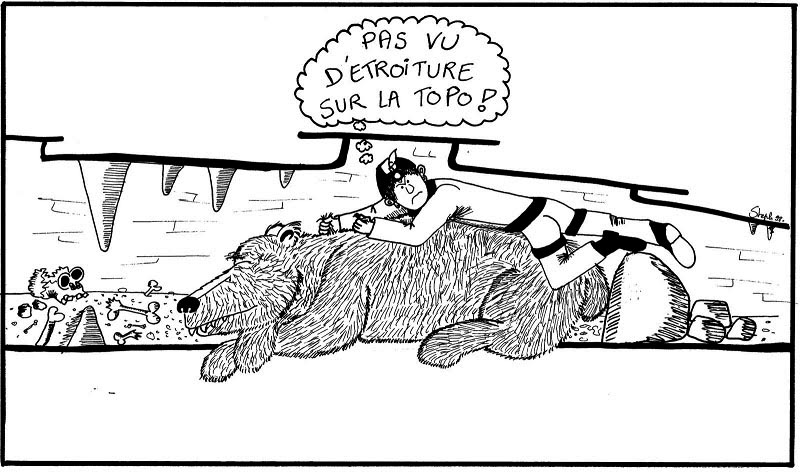 PAS VU
D'ETROITURE
SUR LA TOPO!